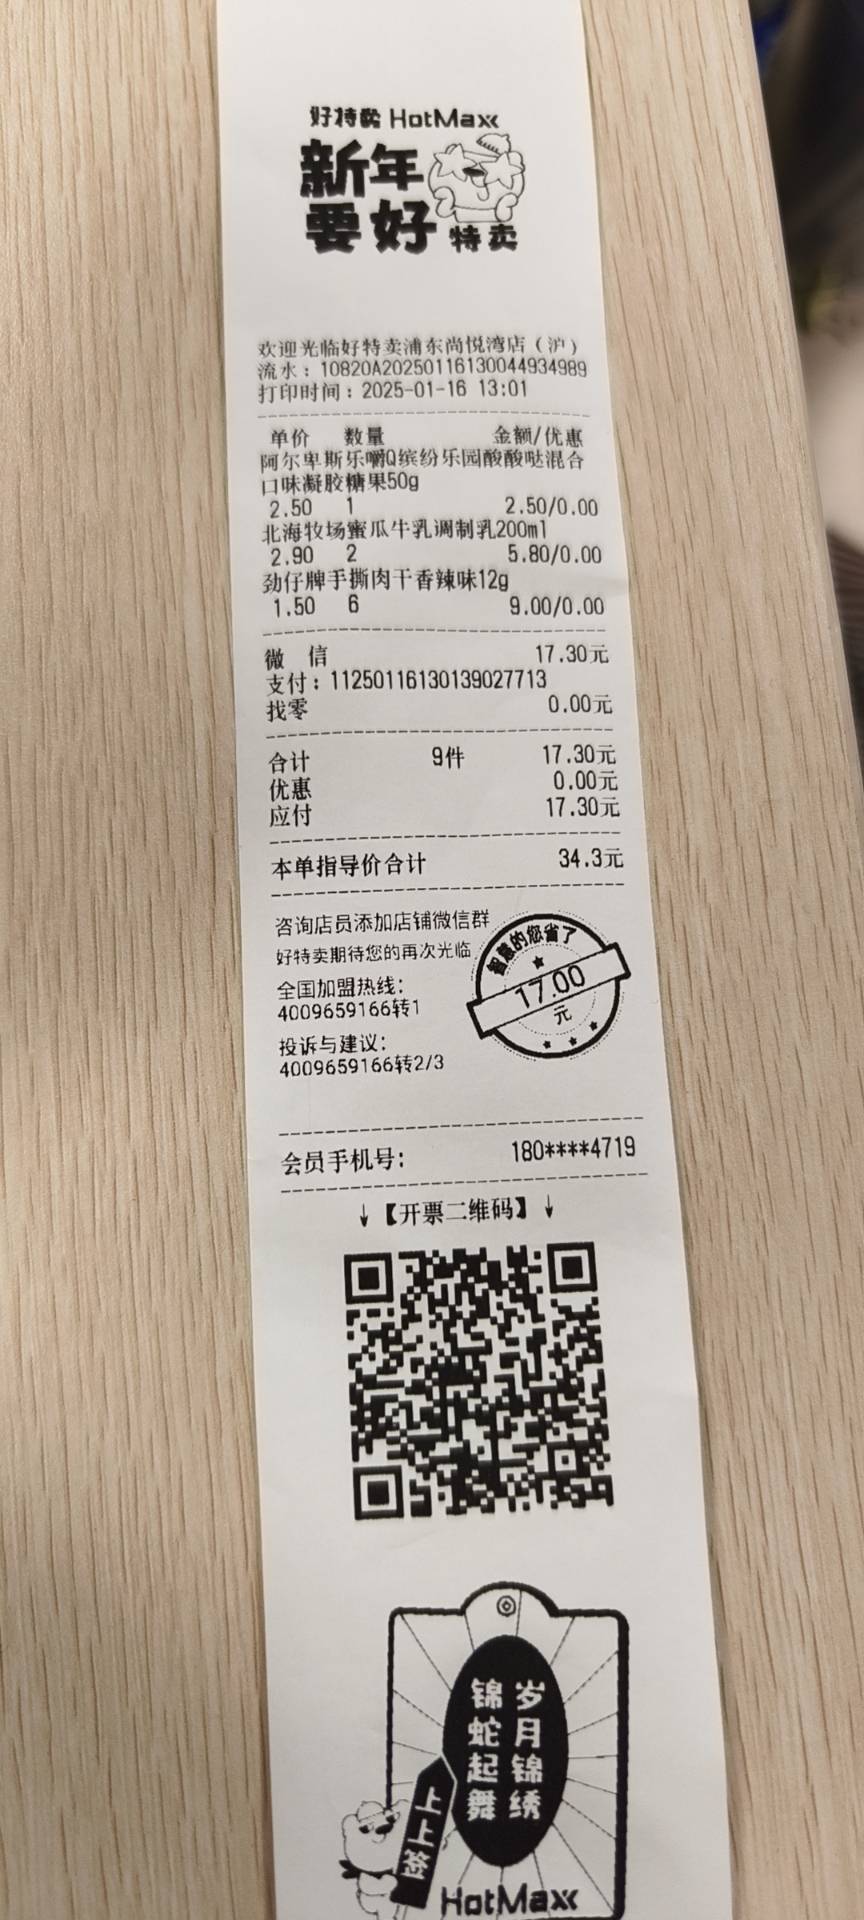 好特卖 HotMaxx
新年
要好特卖
欢迎光临好特卖浦东尚悦湾店（沪）
流水：10820A20250116130044934989
打印时间：2025-01-16 13:01
单价 数量 金额/优惠
阿尔卑斯乐嚼Q缤纷乐园酸酸哒混合
口味凝胶糖果50g
2.50 1 2.50/0.00
北海牧场蜜瓜牛乳调制乳200ml
2.90 2 5.80/0.00
劲仔牌手撕肉干香辣味12g
1.50 6 9.00/0.00
微 信 17.30元
支付：11250116130139027713
找零 0.00元
合计 9件 17.30元
优惠 0.00元
应付 17.30元
本单指导价合计 34.3元
咨询店员添加店铺微信群
好特卖期待您的再次光临
全国加盟热线：
4009659166转1
投诉与建议：
4009659166转2/3
智慧的您省了
17.00
元
会员手机号： 180****4719
↓【开票二维码】↓
岁月锦绣
锦蛇起舞
上上签
HotMaxx